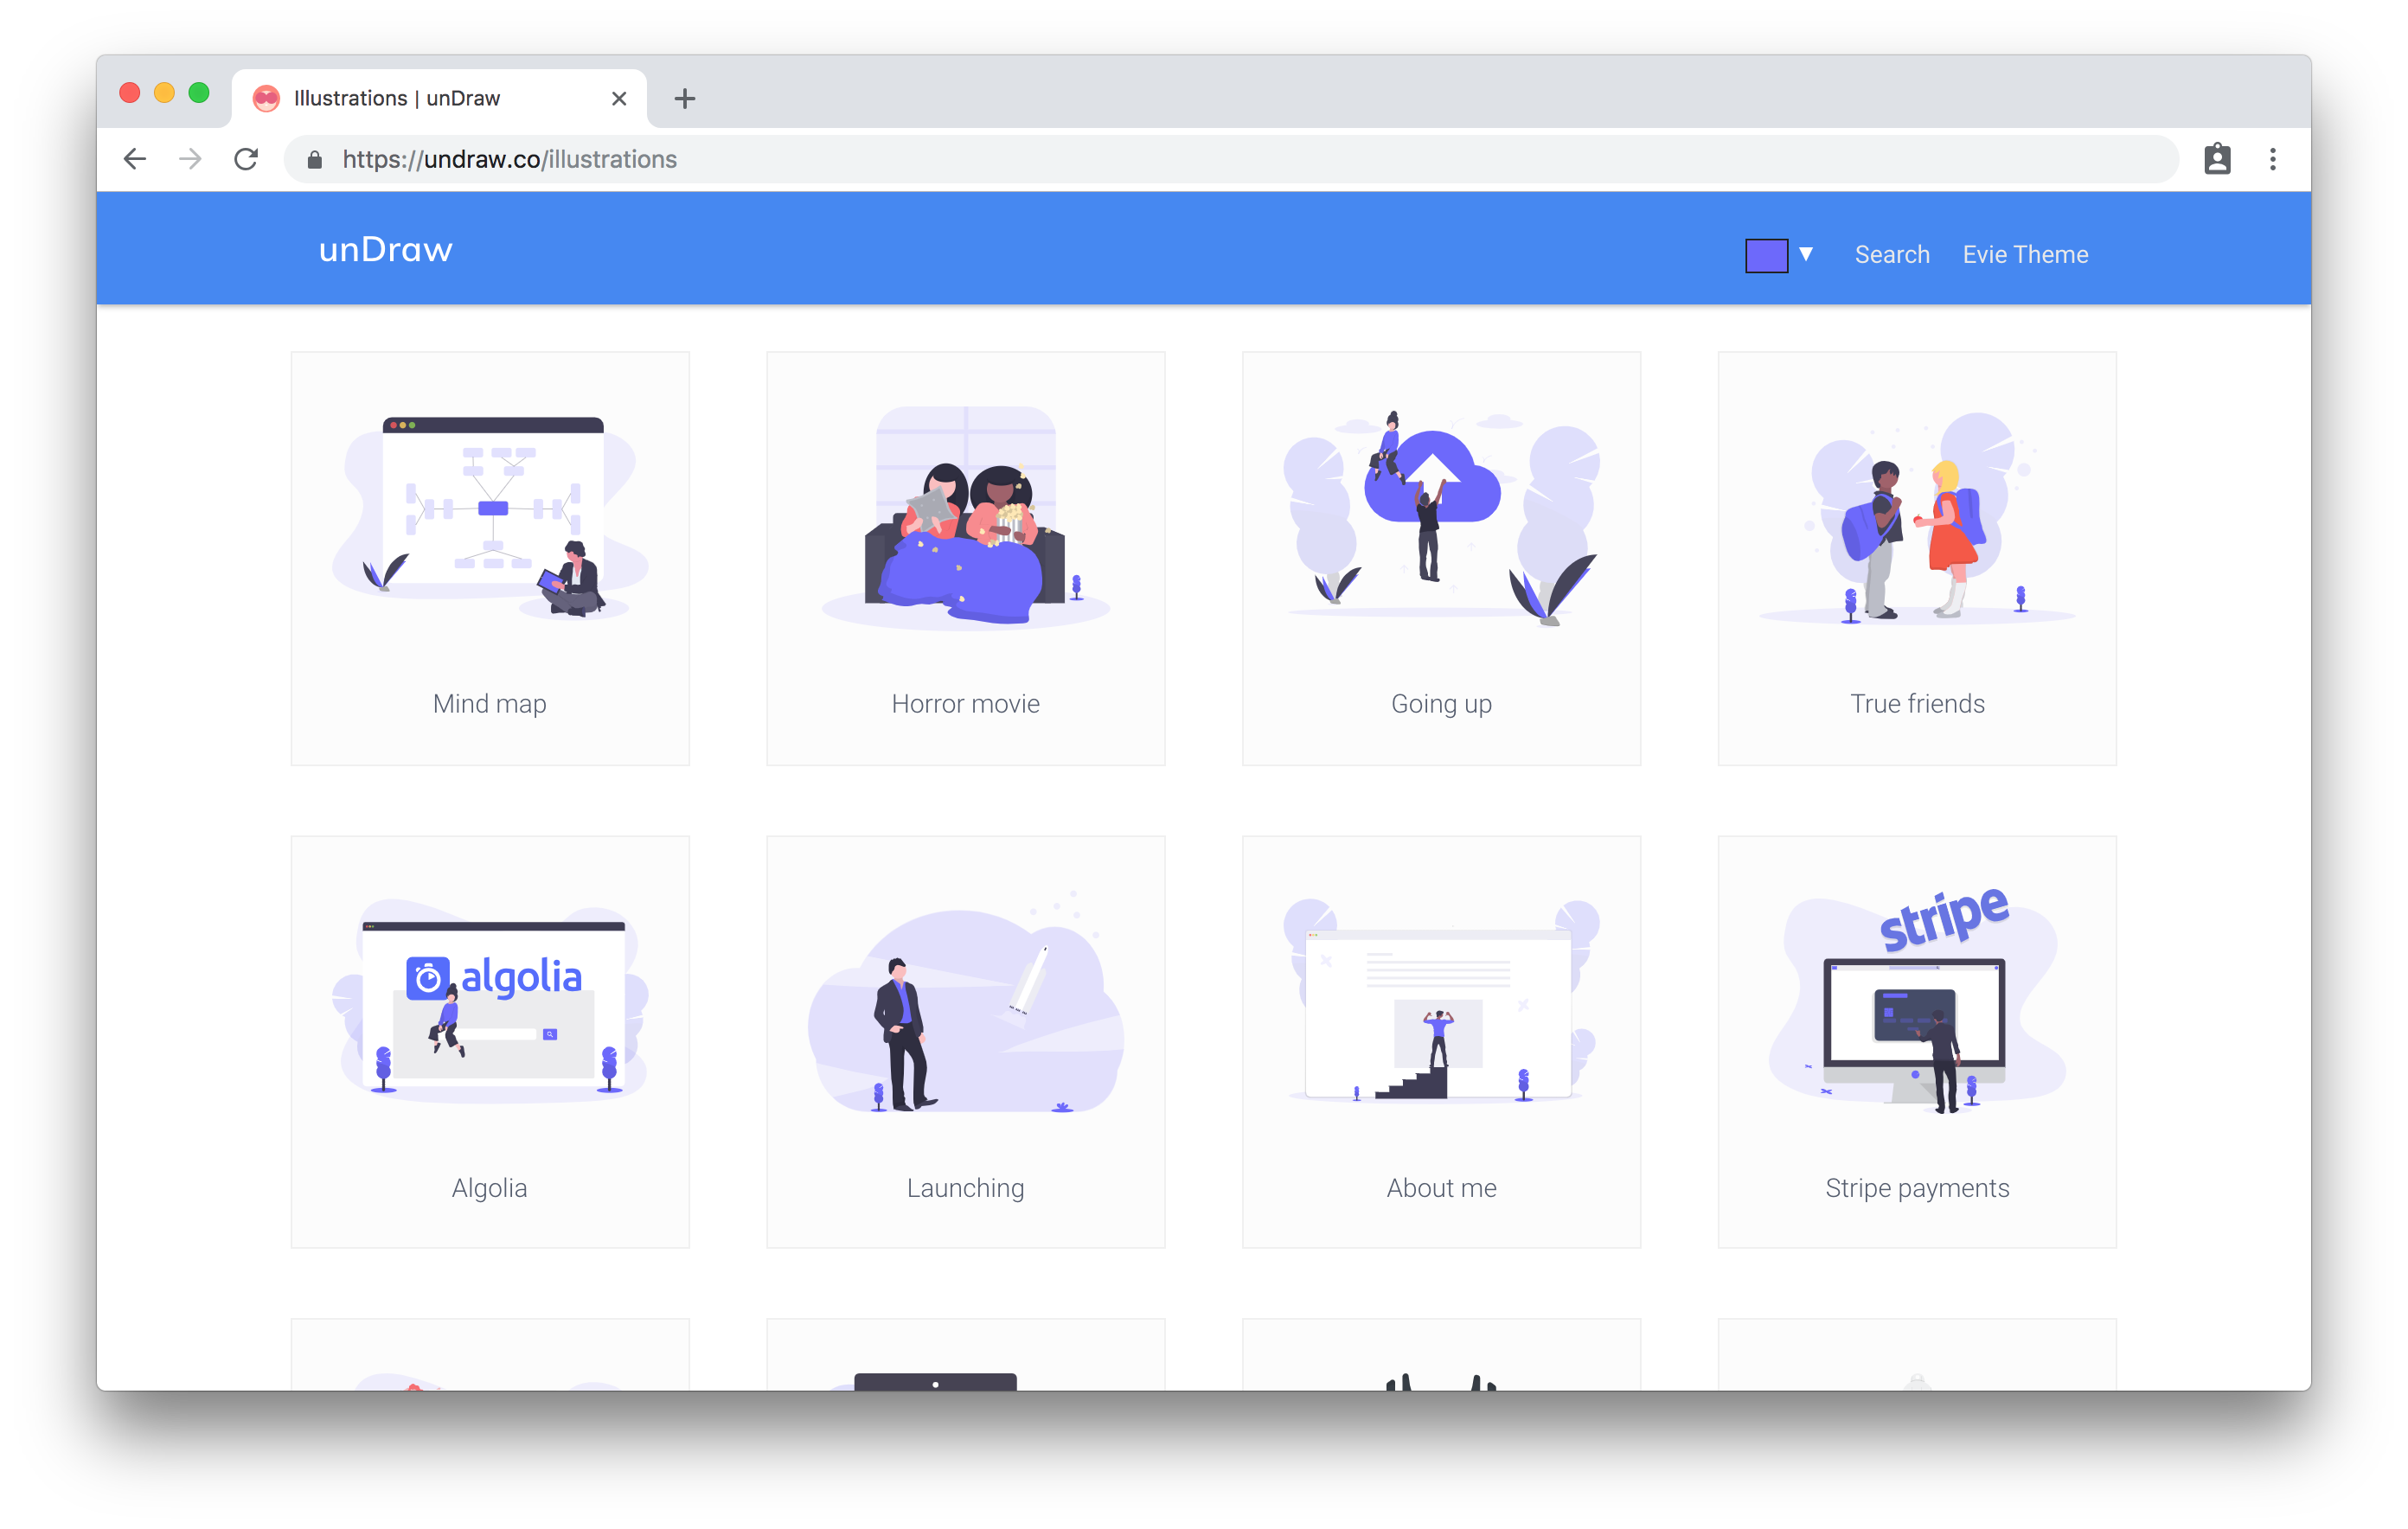 Illustrations | unDraw
https://undraw.co/illustrations
unDraw
Search
Evie Theme
Mind map
Horror movie
Going up
True friends
algolia
stripe
Algolia
Launching
About me
Stripe payments